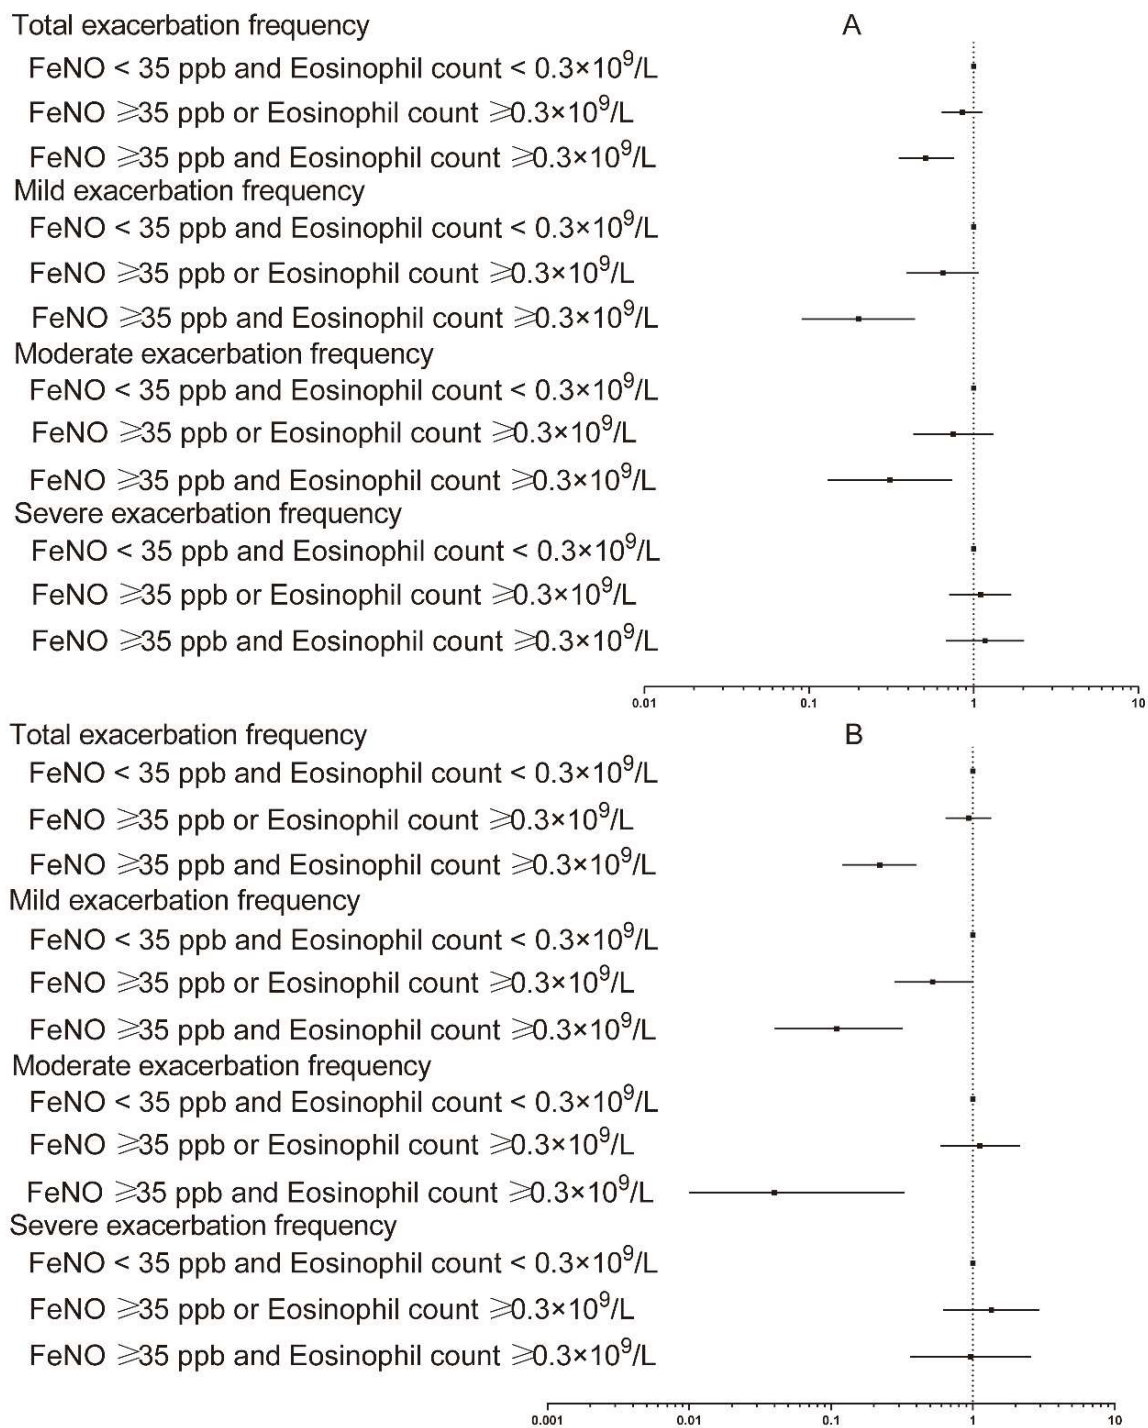 Total exacerbation frequency A
FeNO < 35 ppb and Eosinophil count < 0.3×10⁹/L
FeNO ⩾35 ppb or Eosinophil count ⩾0.3×10⁹/L
FeNO ⩾35 ppb and Eosinophil count ⩾0.3×10⁹/L
Mild exacerbation frequency
FeNO < 35 ppb and Eosinophil count < 0.3×10⁹/L
FeNO ⩾35 ppb or Eosinophil count ⩾0.3×10⁹/L
FeNO ⩾35 ppb and Eosinophil count ⩾0.3×10⁹/L
Moderate exacerbation frequency
FeNO < 35 ppb and Eosinophil count < 0.3×10⁹/L
FeNO ⩾35 ppb or Eosinophil count ⩾0.3×10⁹/L
FeNO ⩾35 ppb and Eosinophil count ⩾0.3×10⁹/L
Severe exacerbation frequency
FeNO < 35 ppb and Eosinophil count < 0.3×10⁹/L
FeNO ⩾35 ppb or Eosinophil count ⩾0.3×10⁹/L
FeNO ⩾35 ppb and Eosinophil count ⩾0.3×10⁹/L
0.01 0.1 1 10
Total exacerbation frequency B
FeNO < 35 ppb and Eosinophil count < 0.3×10⁹/L
FeNO ⩾35 ppb or Eosinophil count ⩾0.3×10⁹/L
FeNO ⩾35 ppb and Eosinophil count ⩾0.3×10⁹/L
Mild exacerbation frequency
FeNO < 35 ppb and Eosinophil count < 0.3×10⁹/L
FeNO ⩾35 ppb or Eosinophil count ⩾0.3×10⁹/L
FeNO ⩾35 ppb and Eosinophil count ⩾0.3×10⁹/L
Moderate exacerbation frequency
FeNO < 35 ppb and Eosinophil count < 0.3×10⁹/L
FeNO ⩾35 ppb or Eosinophil count ⩾0.3×10⁹/L
FeNO ⩾35 ppb and Eosinophil count ⩾0.3×10⁹/L
Severe exacerbation frequency
FeNO < 35 ppb and Eosinophil count < 0.3×10⁹/L
FeNO ⩾35 ppb or Eosinophil count ⩾0.3×10⁹/L
FeNO ⩾35 ppb and Eosinophil count ⩾0.3×10⁹/L
0.001 0.01 0.1 1 10